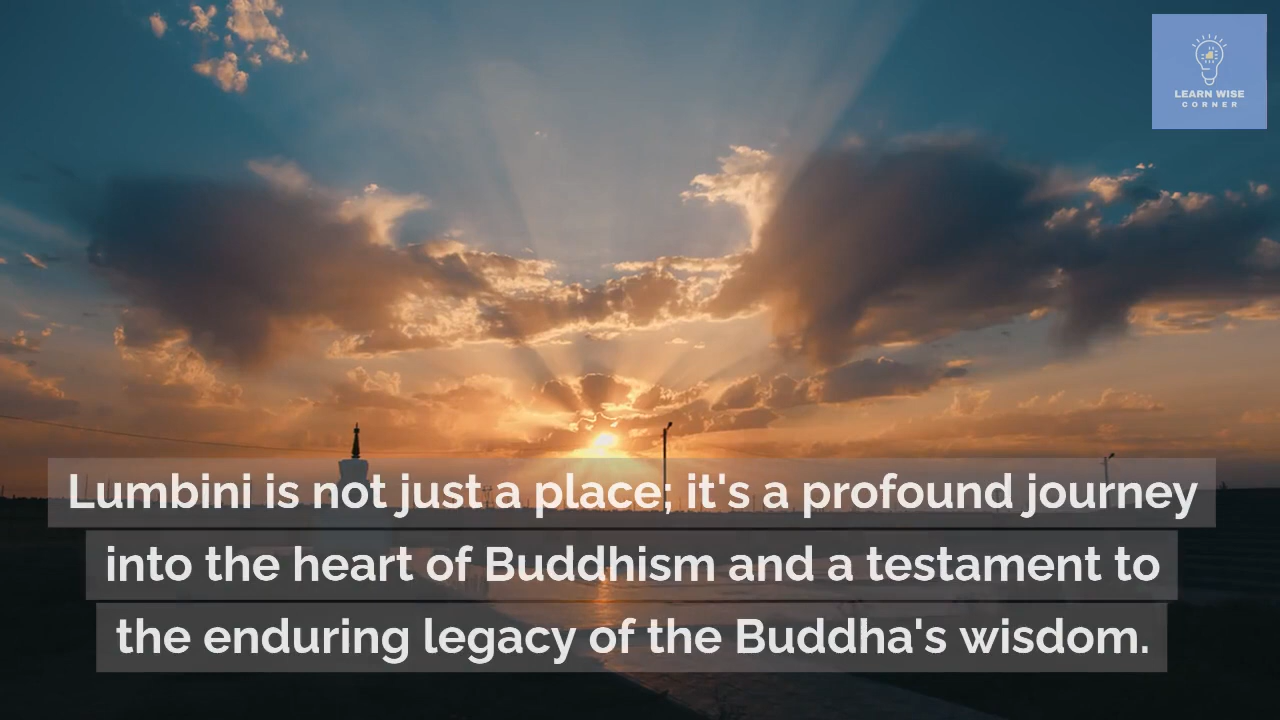 LEARN WISE
CORNER
Lumbini is not just a place; it's a profound journey
into the heart of Buddhism and a testament to
the enduring legacy of the Buddha's wisdom.